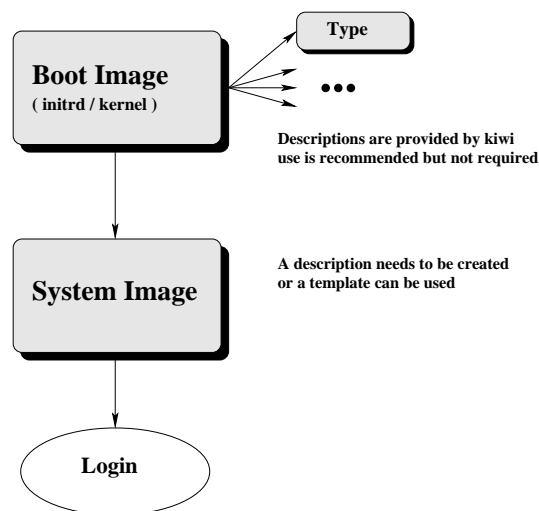 Type
Boot Image
( initrd / kernel )
Descriptions are provided by kiwi
use is recommended but not required
System Image
A description needs to be created
or a template can be used
Login